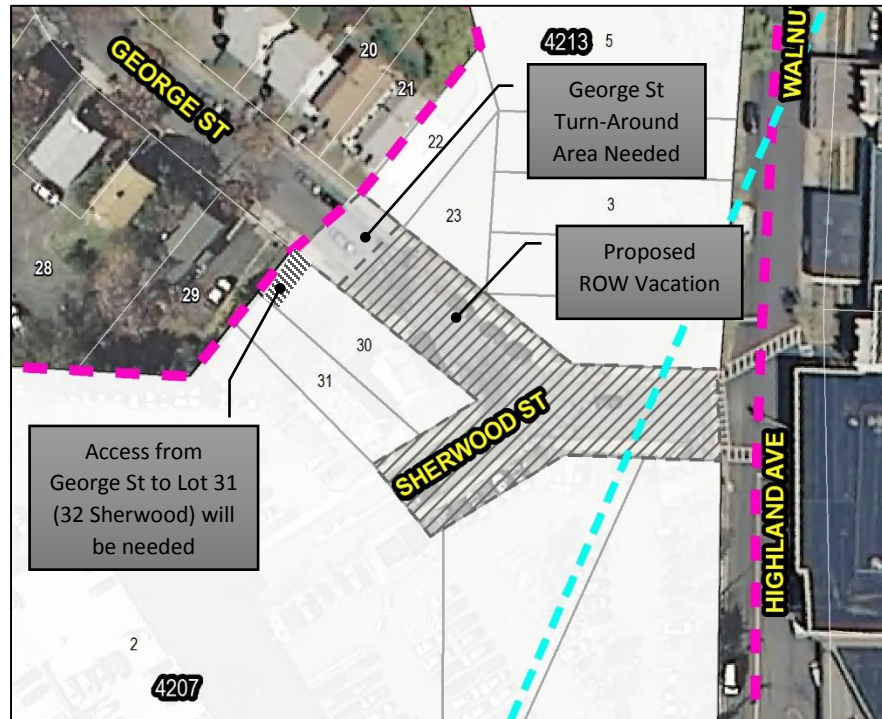 GEORGE ST
20
21
22
23
4213
5
3
WALNU
George St
Turn-Around
Area Needed
Proposed
ROW Vacation
28
29
30
31
SHERWOOD ST
HIGHLAND AVE
Access from
George St to Lot 31
(32 Sherwood) will
be needed
2
4207